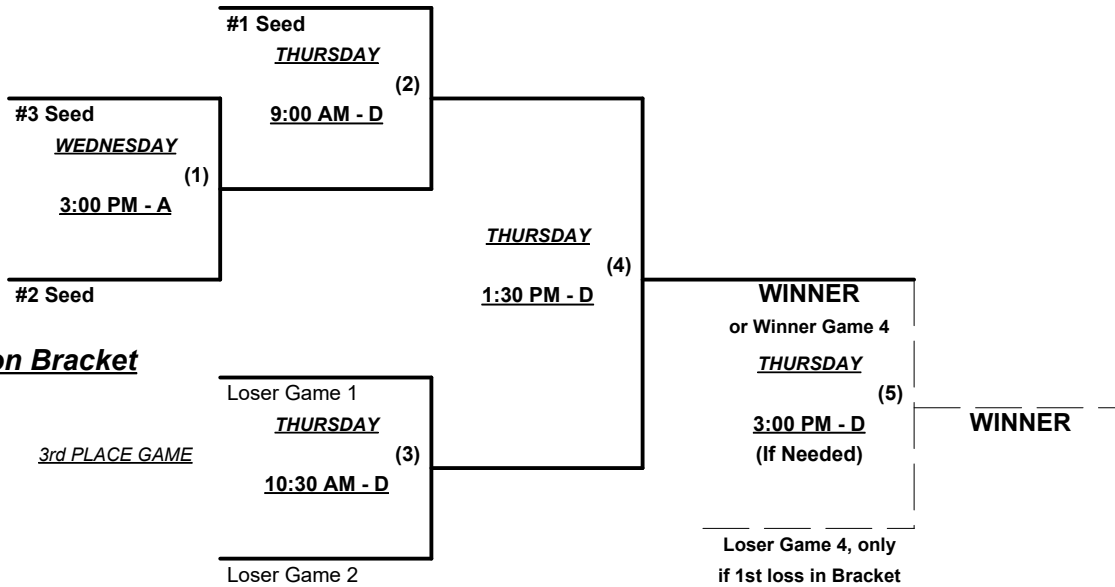 #1 Seed
THURSDAY
(2)
9:00 AM - D
#3 Seed
WEDNESDAY
(1)
3:00 PM - A
#2 Seed
THURSDAY
(4)
1:30 PM - D
WINNER
or Winner Game 4
THURSDAY
(5)
3:00 PM - D
(If Needed)
WINNER
Loser Game 4, only
if 1st loss in Bracket
Bracket
Loser Game 1
THURSDAY
3rd PLACE GAME
(3)
10:30 AM - D
Loser Game 2